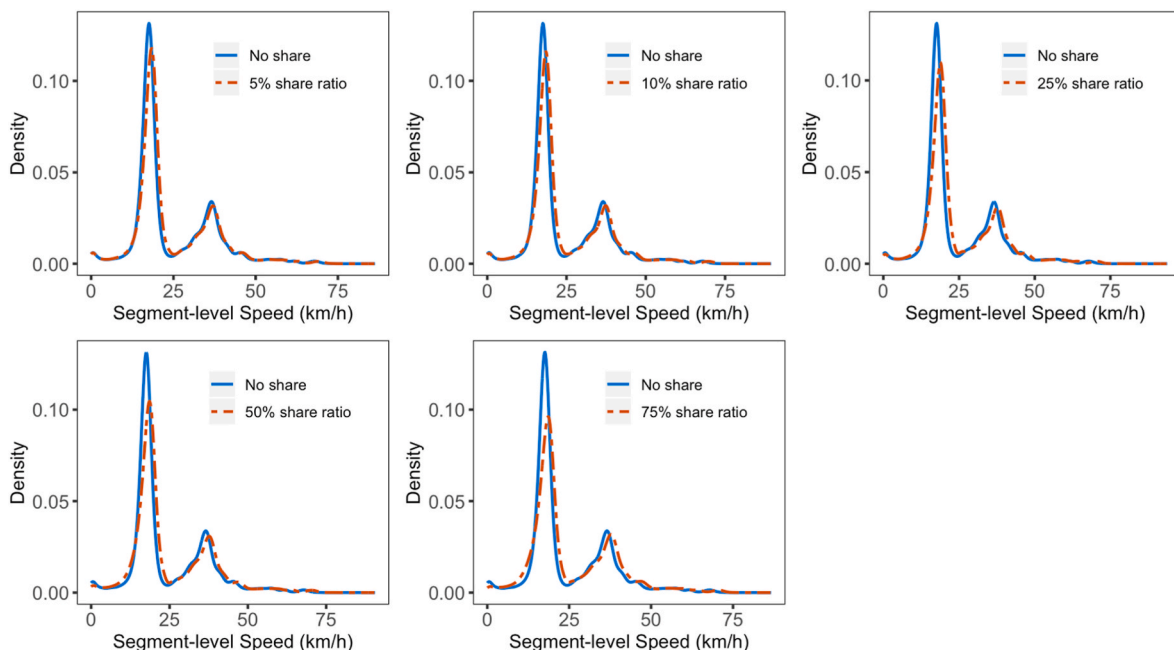 No share
5% share ratio
0.10
0.05
0.00
Density
0
25
50
75
Segment-level Speed (km/h)
No share
10% share ratio
0.10
0.05
0.00
Density
0
25
50
75
Segment-level Speed (km/h)
No share
25% share ratio
0.10
0.05
0.00
Density
0
25
50
75
Segment-level Speed (km/h)
No share
50% share ratio
0.10
0.05
0.00
Density
0
25
50
75
Segment-level Speed (km/h)
No share
75% share ratio
0.10
0.05
0.00
Density
0
25
50
75
Segment-level Speed (km/h)